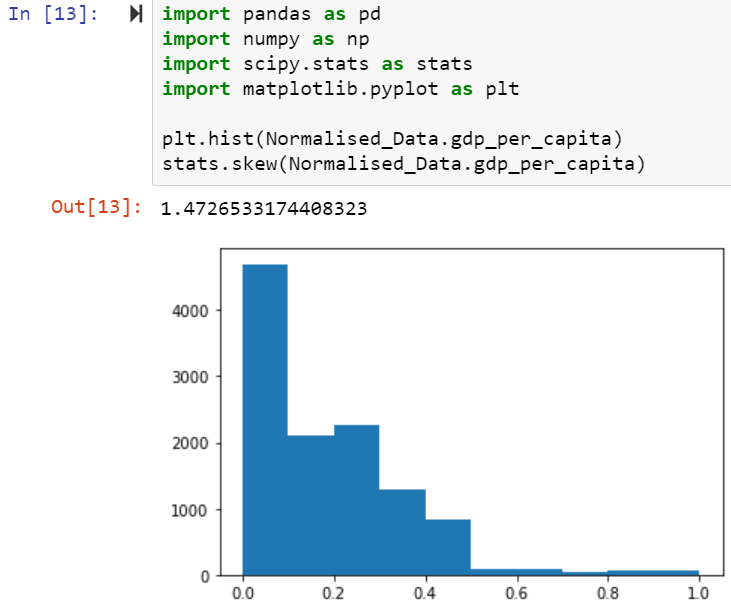 In [13]:
import pandas as pd
import numpy as np
import scipy.stats as stats
import matplotlib.pyplot as plt
plt.hist(Normalised_Data.gdp_per_capita)
stats.skew(Normalised_Data.gdp_per_capita)
Out[13]: 1.4726533174408323
4000
3000
2000
1000
0
0.0 0.2 0.4 0.6 0.8 1.0